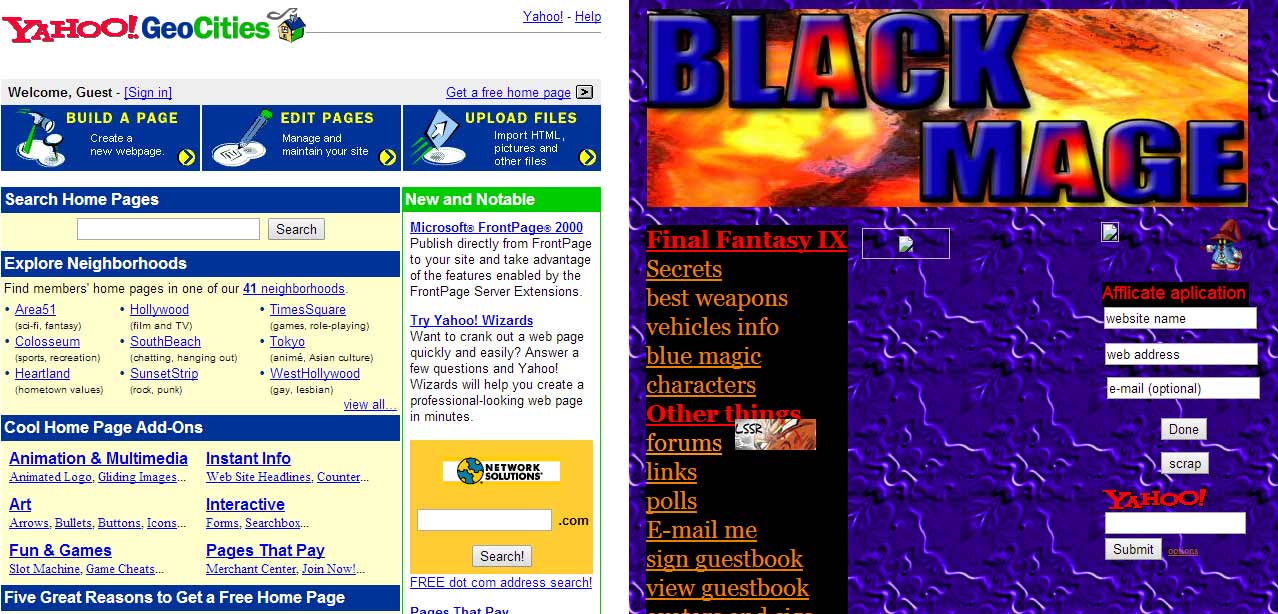 YAHOO! GeoCities
Yahoo! - Help
Welcome, Guest - [Sign in]
Get a free home page >
BUILD A PAGE
Create a
new webpage.
EDIT PAGES
Manage and
maintain your site
UPLOAD FILES
Import HTML,
pictures and
other files
Search Home Pages
Search
Explore Neighborhoods
Find members' home pages in one of our 41 neighborhoods.
• Area51
(sci-fi, fantasy)
• Hollywood
(film and TV)
• TimesSquare
(games, role-playing)
• Colosseum
(sports, recreation)
• SouthBeach
(chatting, hanging out)
• Tokyo
(animé, Asian culture)
• Heartland
(hometown values)
• SunsetStrip
(rock, punk)
• WestHollywood
(gay, lesbian)
view all...
Cool Home Page Add-Ons
Animation & Multimedia
Animated Logo, Gliding Images...
Instant Info
Web Site Headlines, Counter...
Art
Arrows, Bullets, Buttons, Icons...
Interactive
Forms, Searchbox...
Fun & Games
Slot Machine, Game Cheats...
Pages That Pay
Merchant Center, Join Now!...
Five Great Reasons to Get a Free Home Page
New and Notable
Microsoft® FrontPage® 2000
Publish directly from FrontPage
to your site and take advantage
of the features enabled by the
FrontPage Server Extensions.
Try Yahoo! Wizards
Want to crank out a web page
quickly and easily? Answer a
few questions and Yahoo!
Wizards will help you create a
professional-looking web page
in minutes.
NETWORK
SOLUTIONS®
.com
Search!
FREE dot com address search!
Pages That Pay
BLACK
MAGE
Final Fantasy IX
Secrets
best weapons
vehicles info
blue magic
characters
Other things
forums
CSSR
links
polls
E-mail me
sign guestbook
view guestbook
Afflicate aplication
website name
web address
e-mail (optional)
Done
scrap
YAHOO!
Submit options